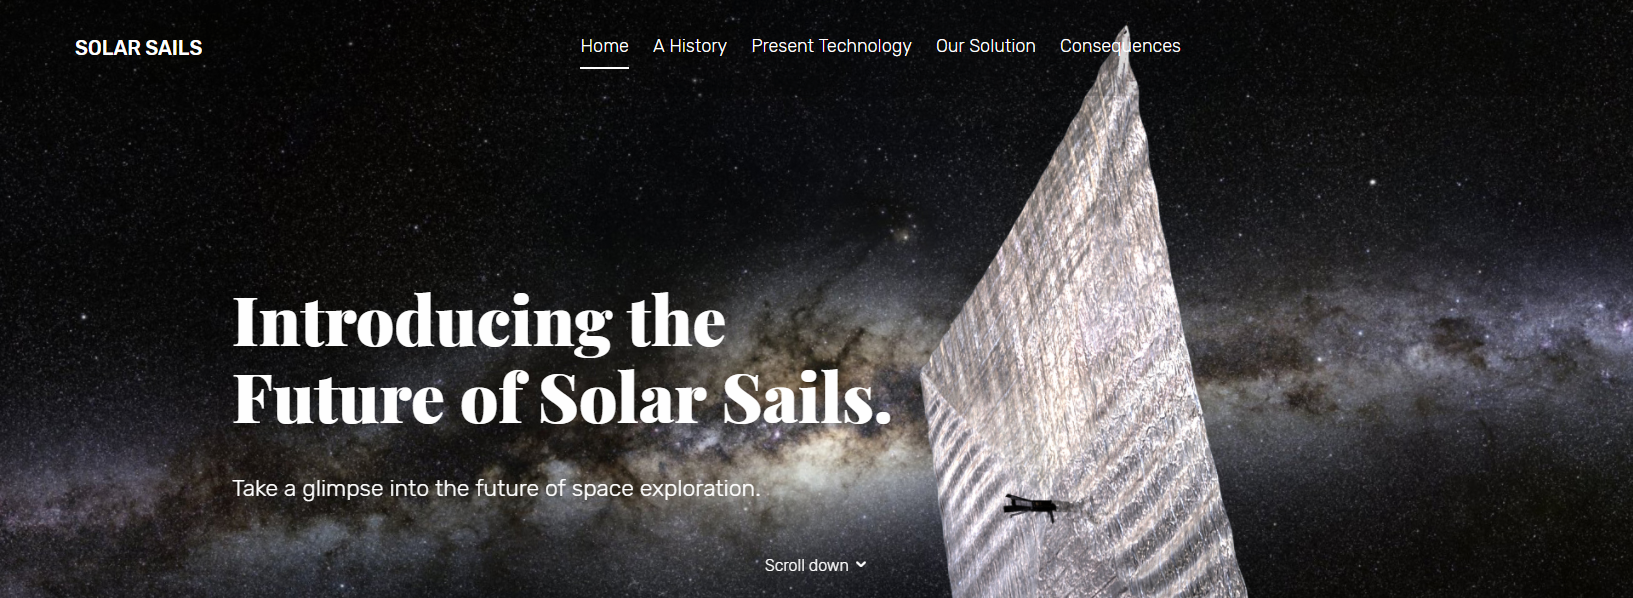 SOLAR SAILS
Home A History Present Technology Our Solution Consequences
Introducing the
Future of Solar Sails.
Take a glimpse into the future of space exploration.
Scroll down